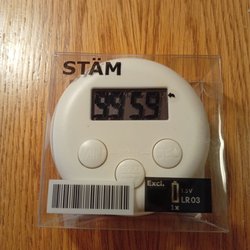 STÄM
99 59
Excl.
1.5V
LR03
1x